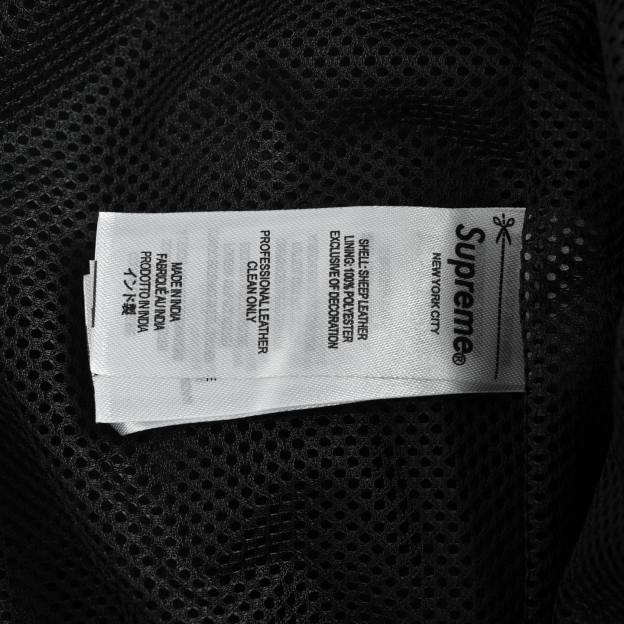 Supreme®
NEW YORK CITY
SHELL: SHEEP LEATHER
LINING: 100% POLYESTER
EXCLUSIVE OF DECORATION
PROFESSIONAL LEATHER
CLEAN ONLY
MADE IN INDIA
FABRIQUÉ AU INDIA
PRODOTTO IN INDIA
インド製